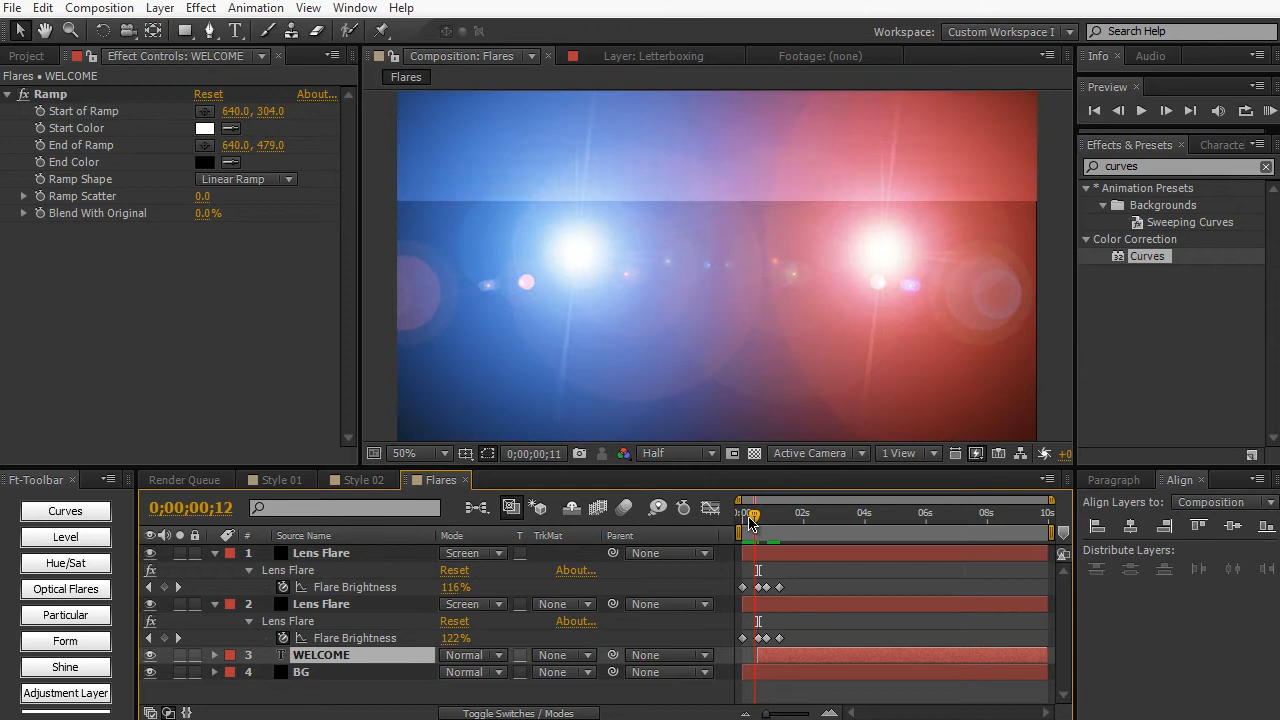 File Edit Composition Layer Effect Animation View Window Help
Workspace: Custom Workspace I Search Help
Project Effect Controls: WELCOME Composition: Flares Layer: Letterboxing Footage: (none) Info Audio
Flares • WELCOME Flares
Preview
fx Ramp Reset About...
Start of Ramp 640.0, 304.0
Start Color
End of Ramp 640.0, 479.0
End Color
Ramp Shape Linear Ramp
Ramp Scatter 0.0
Blend With Original 0.0%
Effects & Presets Characte
curves
* Animation Presets
Backgrounds
Sweeping Curves
Color Correction
Curves
50% 0;00;00;11 Half Active Camera 1 View +0
Ft-Toolbar Render Queue Style 01 Style 02 Flares Paragraph Align
Align Layers to: Composition
Distribute Layers:
0;00;00;12
02s 04s 06s 08s 10s
# Source Name Mode T TrkMat Parent
1 Lens Flare Screen None
fx Lens Flare Reset About...
Flare Brightness 116%
2 Lens Flare Screen None None
fx Lens Flare Reset About...
Flare Brightness 122%
3 T WELCOME Normal None None
4 BG Normal None None
Toggle Switches / Modes
Curves
Level
Hue/Sat
Optical Flares
Particular
Form
Shine
Adjustment Layer